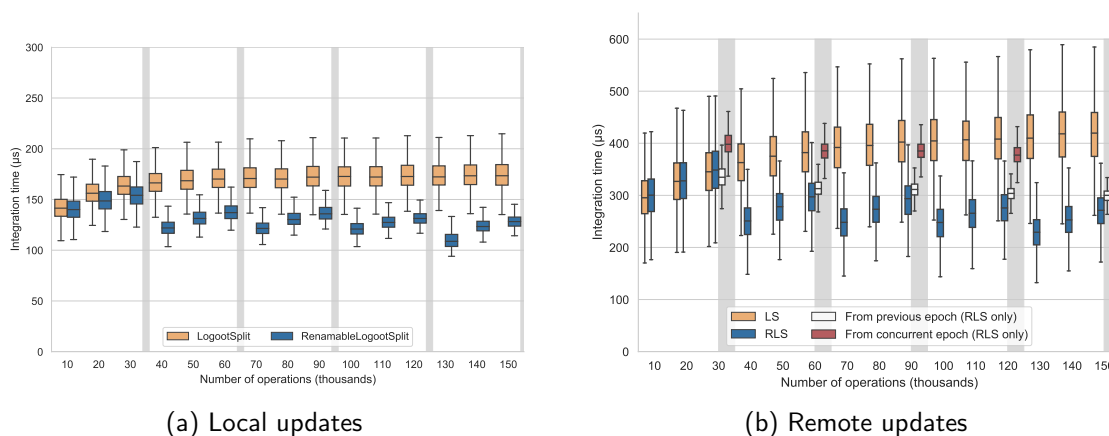 300
250
200
150
100
50
0
Integration time (µs)
LogootSplit
RenamableLogootSplit
10 20 30 40 50 60 70 80 90 100 110 120 130 140 150
Number of operations (thousands)
(a) Local updates
600
500
400
300
200
100
0
Integration time (µs)
LS
RLS
From previous epoch (RLS only)
From concurrent epoch (RLS only)
10 20 30 40 50 60 70 80 90 100 110 120 130 140 150
Number of operations (thousands)
(b) Remote updates